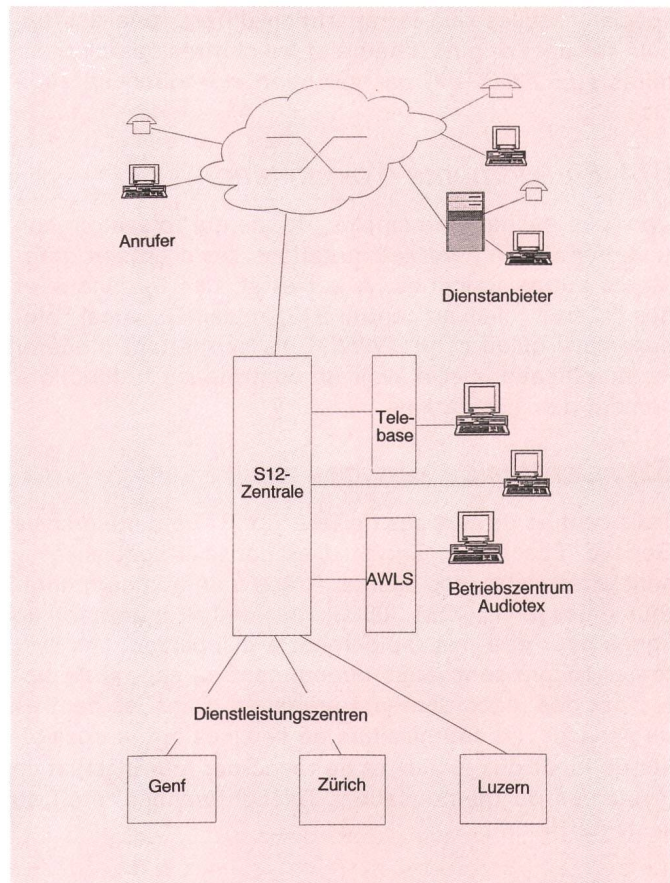 Anrufer
Dienstanbieter
Tele-
base
S12-
Zentrale
AWLS
Betriebszentrum
Audiotex
Dienstleistungszentren
Genf
Zürich
Luzern